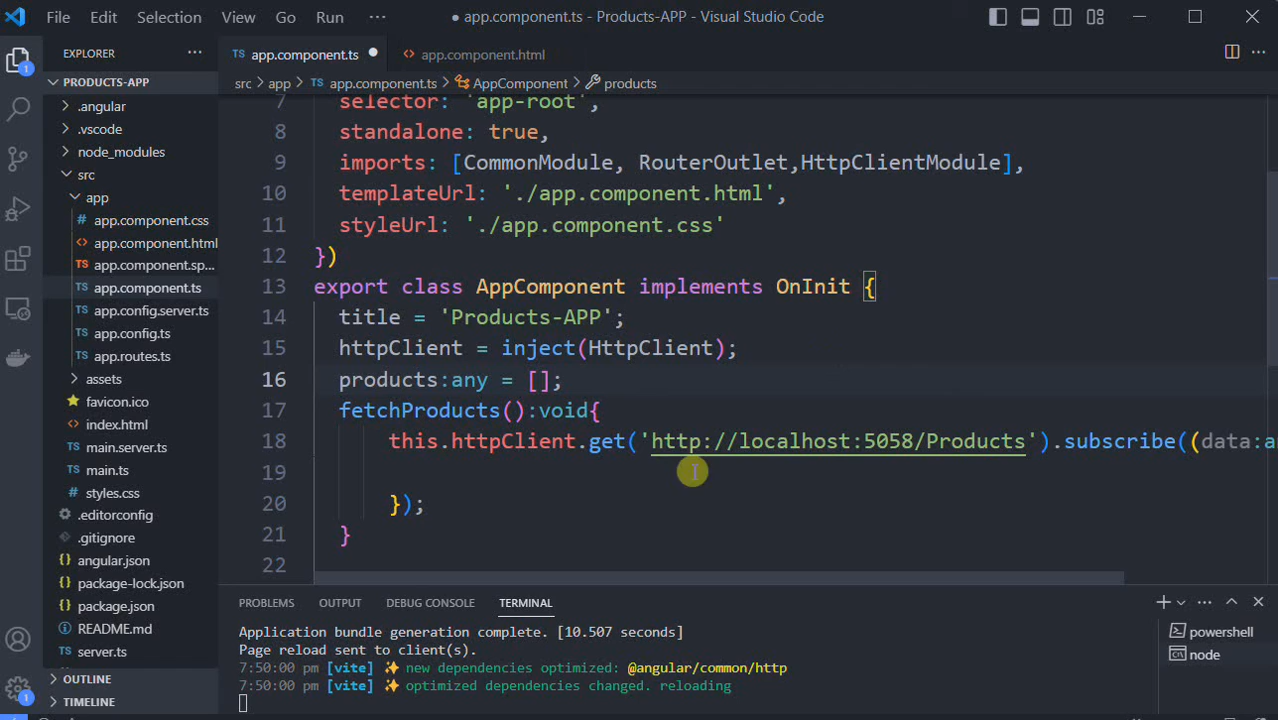 File Edit Selection View Go Run ···
● app.component.ts - Products-APP - Visual Studio Code
EXPLORER ···
TS app.component.ts ●
<> app.component.html
PRODUCTS-APP
src > app > TS app.component.ts > AppComponent > products
.angular
.vscode
node_modules
src
app
# app.component.css
<> app.component.html
app.component.sp...
TS app.component.ts
TS app.config.server.ts
TS app.config.ts
TS app.routes.ts
assets
favicon.ico
<> index.html
TS main.server.ts
TS main.ts
# styles.css
.editorconfig
.gitignore
{} angular.json
{} package-lock.json
{} package.json
README.md
TS server.ts
OUTLINE
TIMELINE
1
1
7 selector: 'app-root',
8 standalone: true,
9 imports: [CommonModule, RouterOutlet,HttpClientModule],
10 templateUrl: './app.component.html',
11 styleUrl: './app.component.css'
12 })
13 export class AppComponent implements OnInit {
14 title = 'Products-APP';
15 httpClient = inject(HttpClient);
16 products:any = [];
17 fetchProducts():void{
18 this.httpClient.get('http://localhost:5058/Products').subscribe((data:a
19
20 });
21 }
22
PROBLEMS OUTPUT DEBUG CONSOLE TERMINAL
Application bundle generation complete. [10.507 seconds]
Page reload sent to client(s).
7:50:00 pm [vite] ✨ new dependencies optimized: @angular/common/http
7:50:00 pm [vite] ✨ optimized dependencies changed. reloading
powershell
node